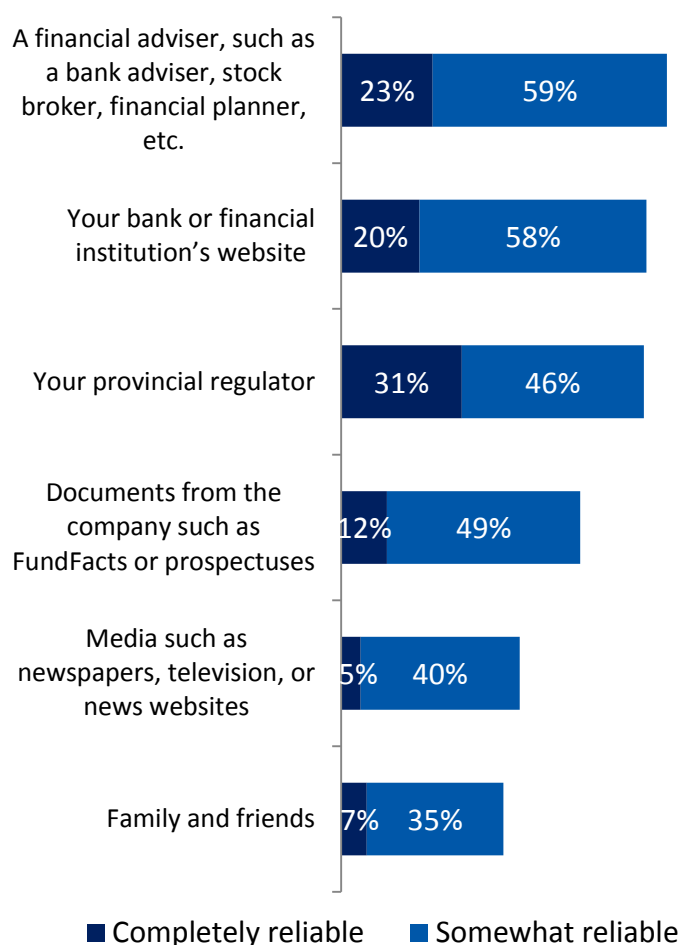 A financial adviser, such as
a bank adviser, stock
broker, financial planner,
etc.
23% 59%
Your bank or financial
institution’s website
20% 58%
Your provincial regulator
31% 46%
Documents from the
company such as
FundFacts or prospectuses
12% 49%
Media such as
newspapers, television, or
news websites
5% 40%
Family and friends
7% 35%
Completely reliable Somewhat reliable